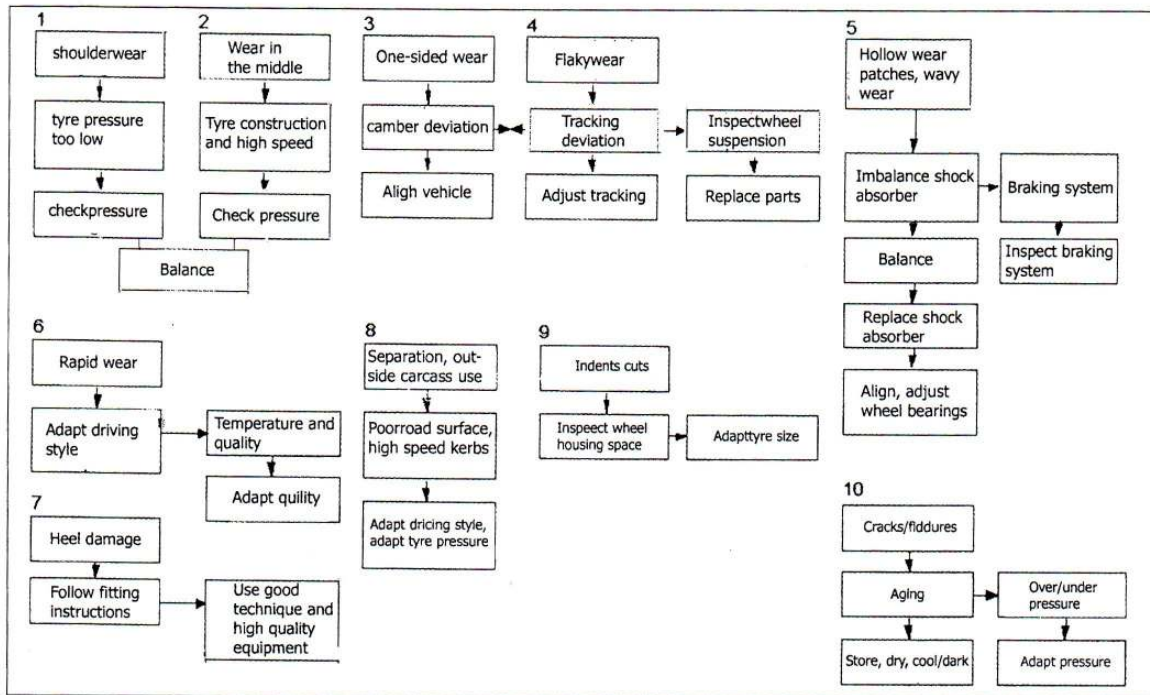 1
shoulderwear
tyre pressure
too low
checkpressure
2
Wear in
the middle
Tyre construction
and high speed
Check pressure
Balance
3
One-sided wear
camber deviation
Aligh vehicle
4
Flakywear
Tracking
deviation
Adjust tracking
Inspectwheel
suspension
Replace parts
5
Hollow wear
patches, wavy
wear
Imbalance shock
absorber
Balance
Replace shock
absorber
Align, adjust
wheel bearings
Braking system
Inspect braking
system
6
Rapid wear
Adapt driving
style
Temperature and
quality
Adapt quility
7
Heel damage
Follow fitting
instructions
Use good
technique and
high quality
equipment
8
Separation, out-
side carcass use
Poorroad surface,
high speed kerbs
Adapt dricing style,
adapt tyre pressure
9
Indents cuts
Inspeect wheel
housing space
Adapttyre size
10
Cracks/fiddures
Aging
Store, dry, cool/dark
Over/under
pressure
Adapt pressure